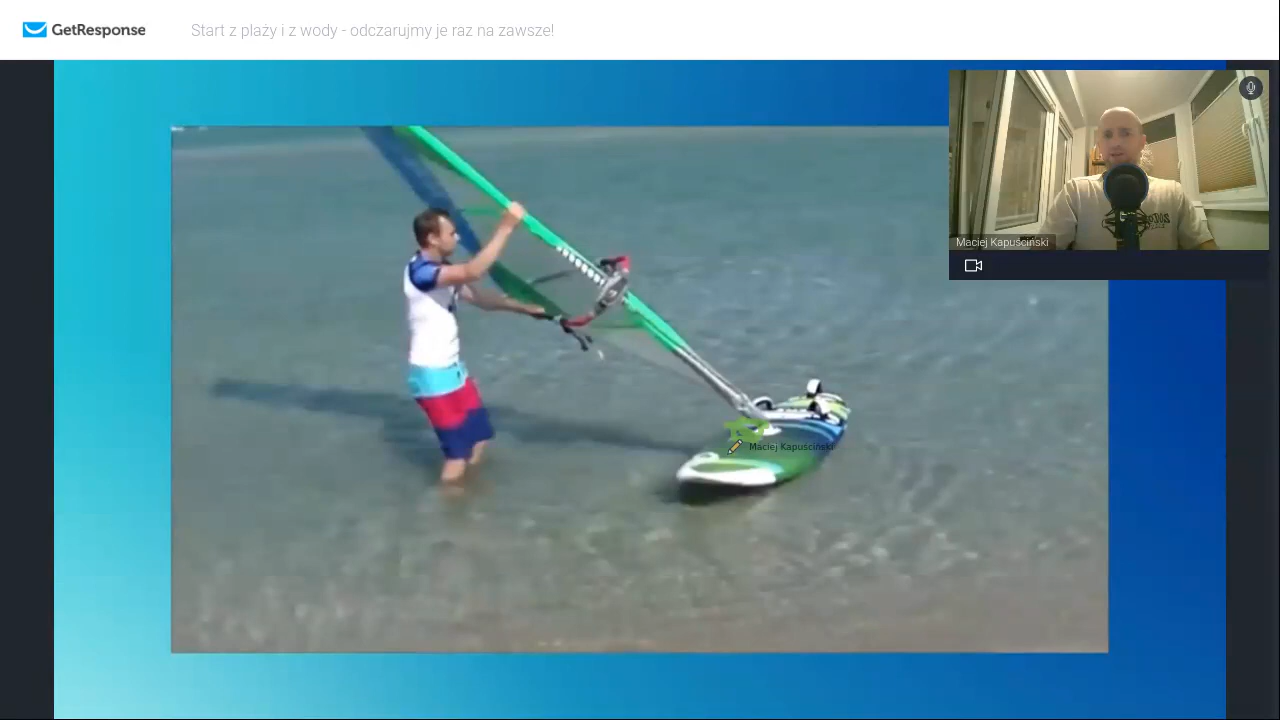 GetResponse
Start z plaży i z wody - odczarujmy je raz na zawsze!
Maciej Kapuściński
Maciej Kapuściński